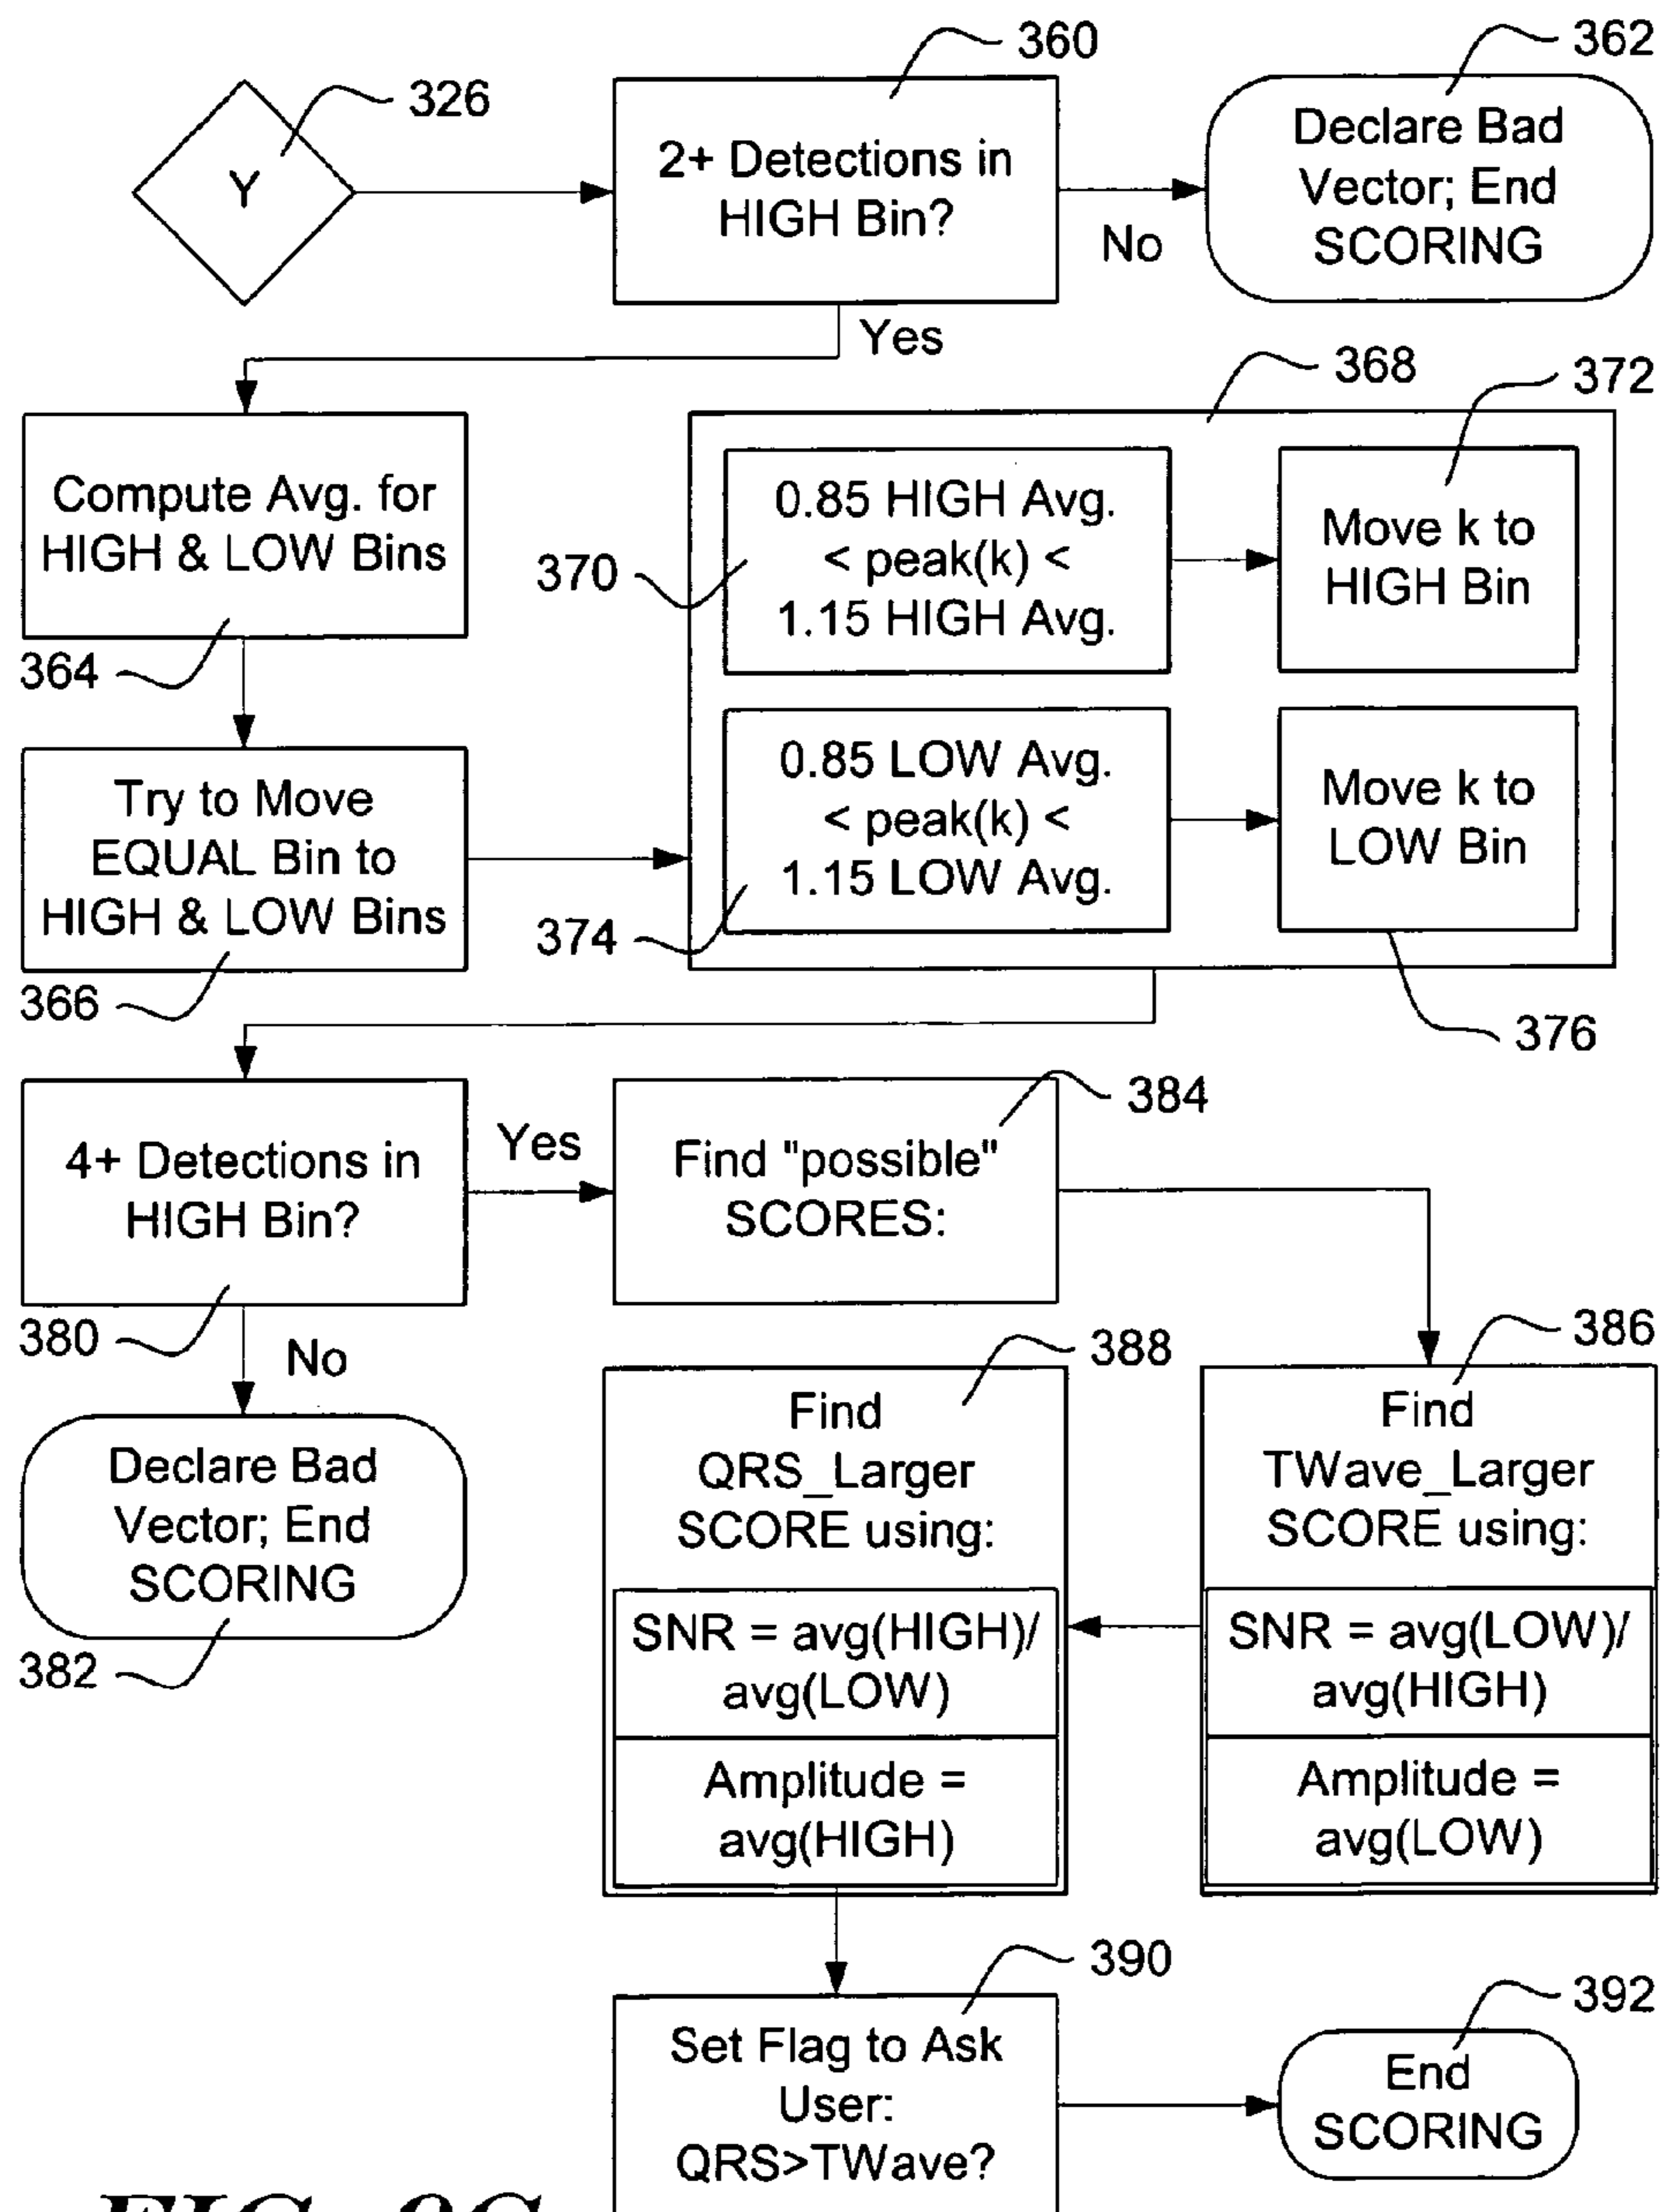 360
362
326
Y
2+ Detections in
HIGH Bin?
No
Declare Bad
Vector; End
SCORING
Yes
368
372
Compute Avg. for
HIGH & LOW Bins
364
370
0.85 HIGH Avg.
< peak(k) <
1.15 HIGH Avg.
Move k to
HIGH Bin
Try to Move
EQUAL Bin to
HIGH & LOW Bins
366
374
0.85 LOW Avg.
< peak(k) <
1.15 LOW Avg.
Move k to
LOW Bin
376
4+ Detections in
HIGH Bin?
380
Yes
384
Find "possible"
SCORES:
No
Declare Bad
Vector; End
SCORING
382
386
Find
TWave_Larger
SCORE using:
SNR = avg(LOW)/
avg(HIGH)
Amplitude =
avg(LOW)
388
Find
QRS_Larger
SCORE using:
SNR = avg(HIGH)/
avg(LOW)
Amplitude =
avg(HIGH)
390
Set Flag to Ask
User:
QRS>TWave?
392
End
SCORING